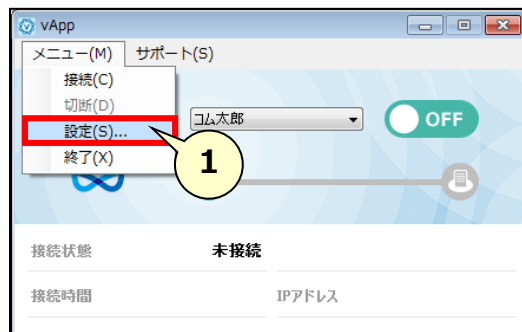 vApp
メニュー(M) サポート(S)
接続(C)
切断(D)
設定(S)...
終了(X)
コム太郎
OFF
1
接続状態 未接続
接続時間 IPアドレス